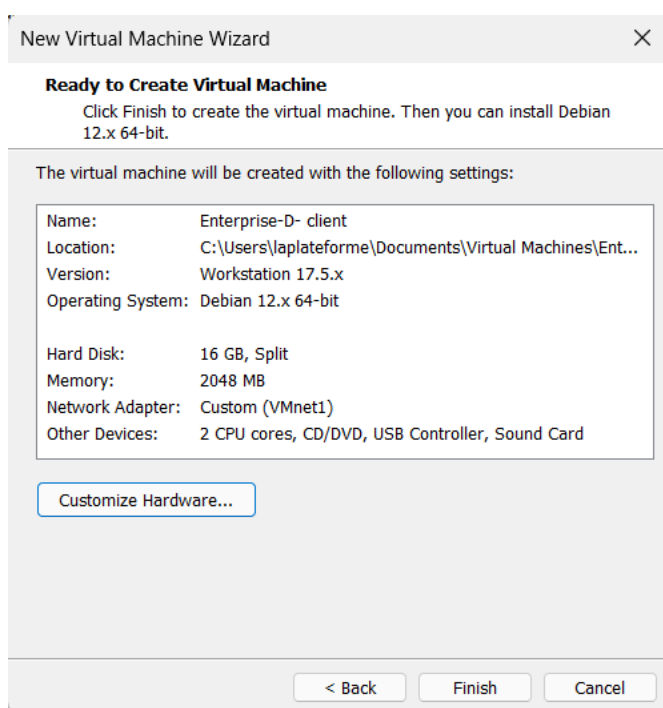 New Virtual Machine Wizard
Ready to Create Virtual Machine
Click Finish to create the virtual machine. Then you can install Debian
12.x 64-bit.
The virtual machine will be created with the following settings:
Name: Enterprise-D- client
Location: C:\Users\laplateforme\Documents\Virtual Machines\Ent...
Version: Workstation 17.5.x
Operating System: Debian 12.x 64-bit
Hard Disk: 16 GB, Split
Memory: 2048 MB
Network Adapter: Custom (VMnet1)
Other Devices: 2 CPU cores, CD/DVD, USB Controller, Sound Card
Customize Hardware...
< Back Finish Cancel